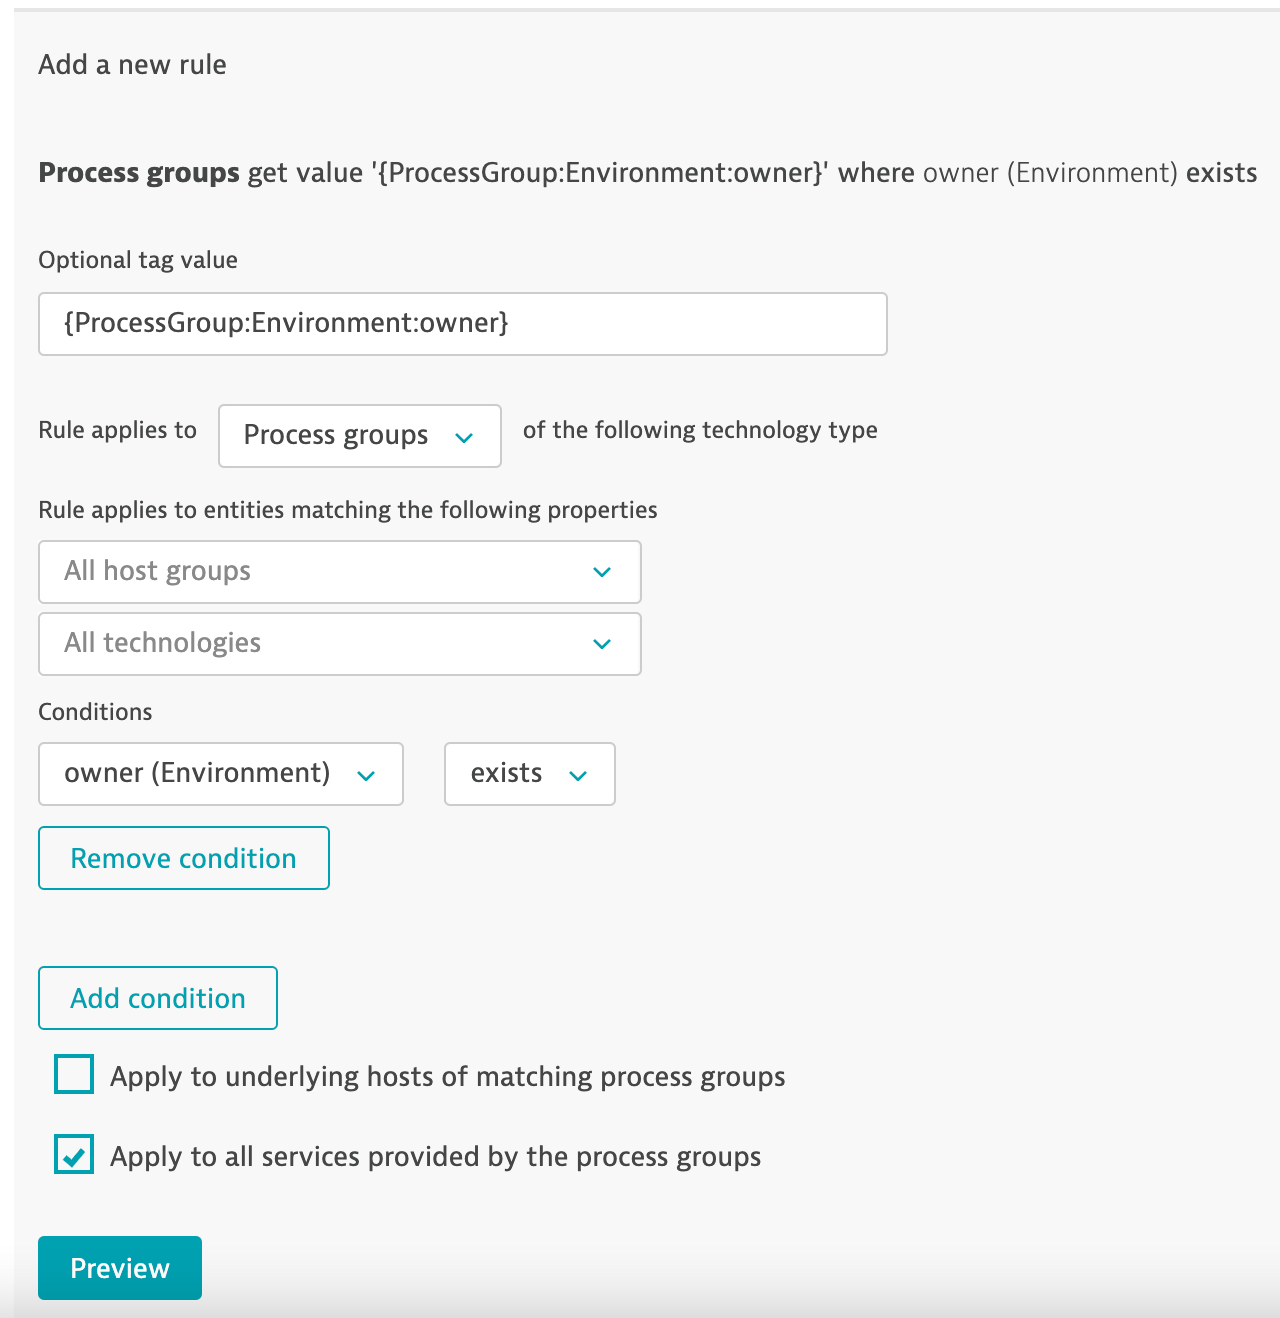 Add a new rule
Process groups get value '{ProcessGroup:Environment:owner}' where owner (Environment) exists
Optional tag value
{ProcessGroup:Environment:owner}
Rule applies to Process groups of the following technology type
Rule applies to entities matching the following properties
All host groups
All technologies
Conditions
owner (Environment) exists
Remove condition
Add condition
Apply to underlying hosts of matching process groups
Apply to all services provided by the process groups
Preview